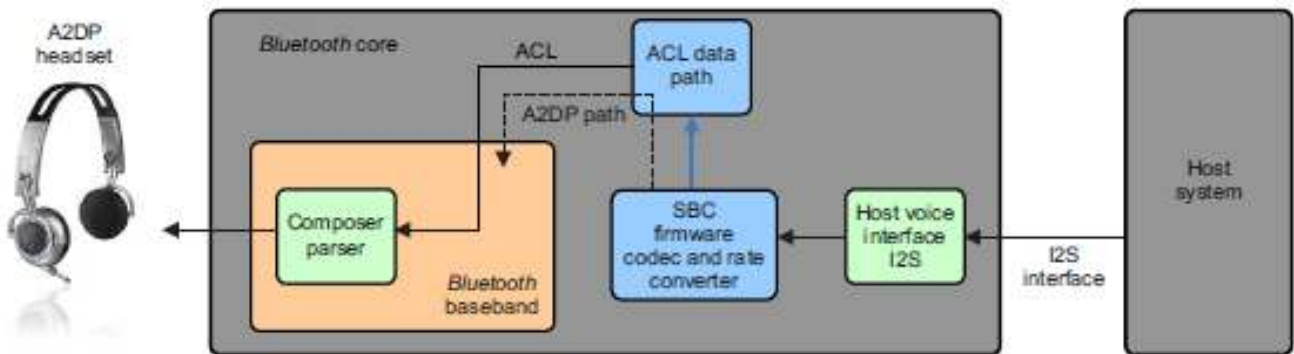 A2DP
headset
Bluetooth core
ACL
ACL data
path
A2DP path
Composer
parser
Bluetooth
baseband
SBC
firmware
codec and rate
converter
Host voice
interface
I2S
I2S
interface
Host
system